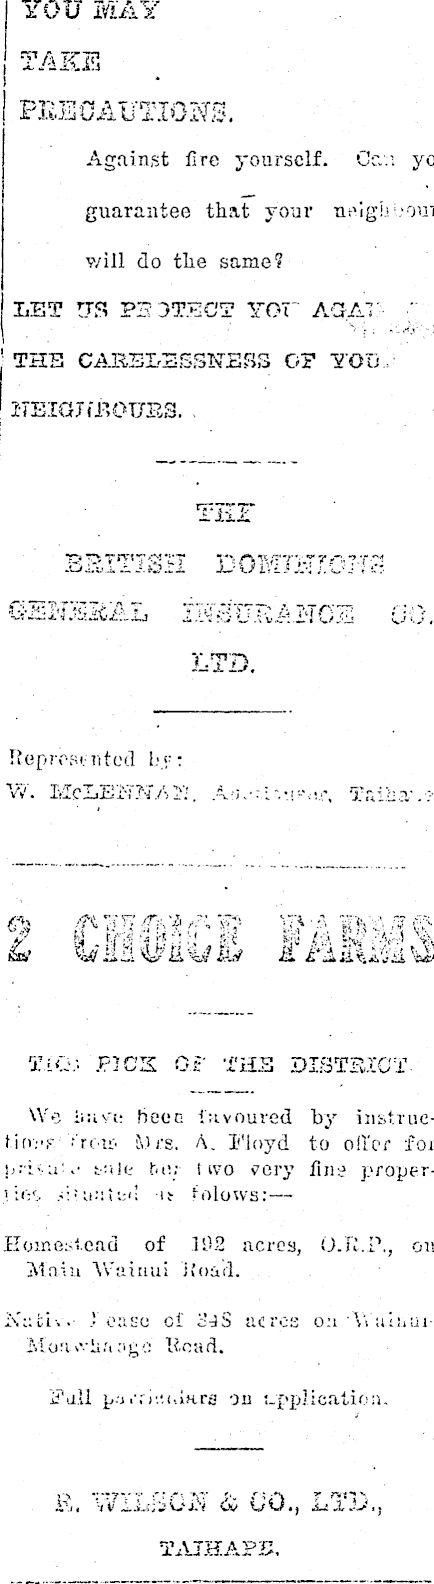 YOU MAY
TAKE
PRECAUTIONS.
Against fire yourself. Can yo
guarantee that your neighbour
will do the same?
LET US PROTECT YOU AGAI
THE CARELESSNESS OF YOU
NEIGHBOURS.
THE
BRITISH DOMINIONS
GENERAL INSURANCE CO.
LTD.
Represented by:
W. McLENNAN, Auctioneer, Taihape
2 CHOICE FARMS
THE PICK OF THE DISTRICT
We have been favoured by instruc-
tions from Mrs. A. Floyd to offer for
private sale her two very fine proper-
ties situated as folows:—
Homestead of 192 acres, O.R.P., on
Main Wainui Road.
Native Lease of 348 acres on Wainui-
Moawhango Road.
Full particulars on application.
R. WILSON & CO., LTD.,
TAIHAPE.